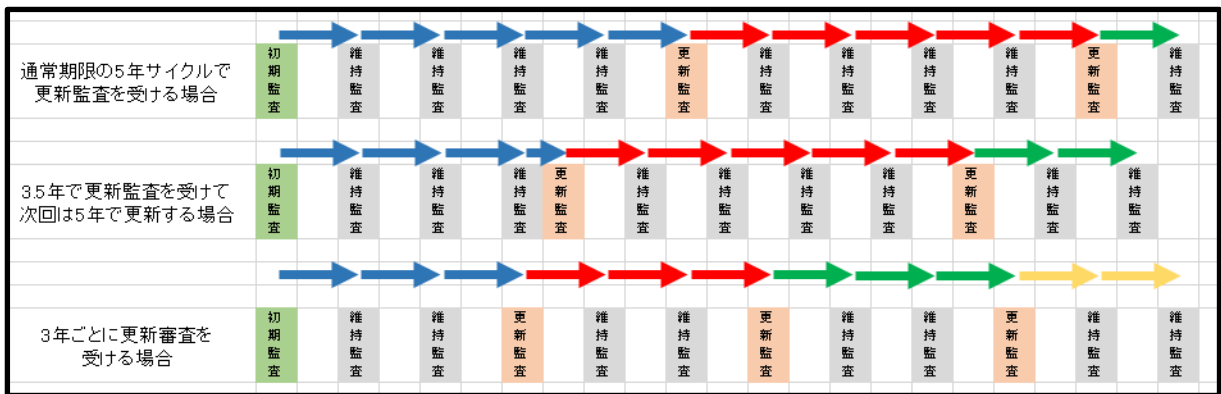 通常期限の5年サイクルで
更新監査を受ける場合
初期監査
維持監査
維持監査
維持監査
維持監査
更新監査
維持監査
維持監査
維持監査
維持監査
更新監査
維持監査
3.5年で更新監査を受けて
次回は5年で更新する場合
初期監査
維持監査
維持監査
維持監査
更新監査
維持監査
維持監査
維持監査
維持監査
更新監査
維持監査
維持監査
3年ごとに更新審査を
受ける場合
初期監査
維持監査
維持監査
更新監査
維持監査
維持監査
更新監査
維持監査
維持監査
更新監査
維持監査
維持監査